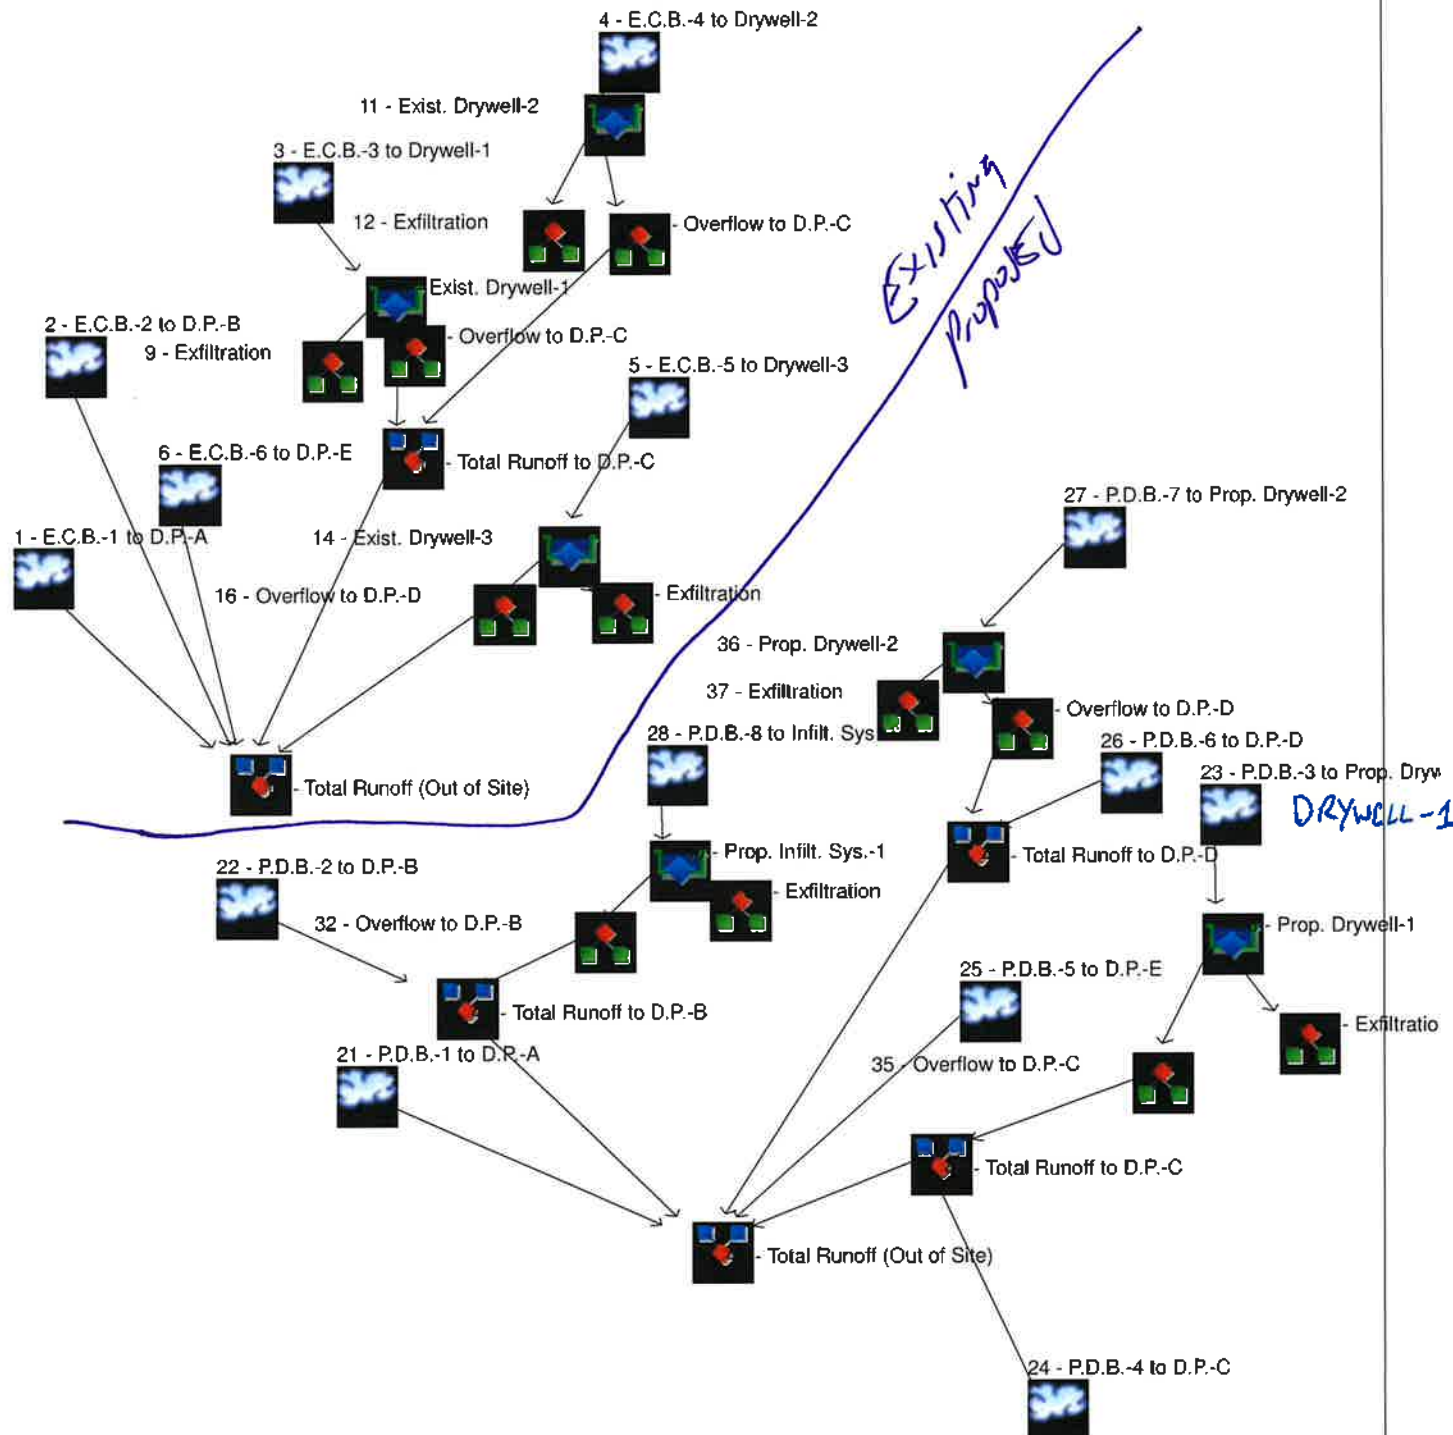 4 - E.C.B.-4 to Drywell-2
11 - Exist. Drywell-2
3 - E.C.B.-3 to Drywell-1
12 - Exfiltration
- Overflow to D.P.-C
Existing
Proposed
Exist. Drywell-1
2 - E.C.B.-2 to D.P.-B
- Overflow to D.P.-C
9 - Exfiltration
5 - E.C.B.-5 to Drywell-3
6 - E.C.B.-6 to D.P.-E
- Total Runoff to D.P.-C
27 - P.D.B.-7 to Prop. Drywell-2
1 - E.C.B.-1 to D.P.-A
14 - Exist. Drywell-3
16 - Overflow to D.P.-D
- Exfiltration
36 - Prop. Drywell-2
37 - Exfiltration
- Overflow to D.P.-D
28 - P.D.B.-8 to Infilt. Sys
26 - P.D.B.-6 to D.P.-D
23 - P.D.B.-3 to Prop. Dryw
- Total Runoff (Out of Site)
DRYWELL-1
- Prop. Infilt. Sys.-1
- Total Runoff to D.P.-D
22 - P.D.B.-2 to D.P.-B
- Exfiltration
32 - Overflow to D.P.-B
- Prop. Drywell-1
25 - P.D.B.-5 to D.P.-E
- Total Runoff to D.P.-B
- Exfiltratio
21 - P.D.B.-1 to D.P.-A
35 - Overflow to D.P.-C
- Total Runoff to D.P.-C
- Total Runoff (Out of Site)
24 - P.D.B.-4 to D.P.-C